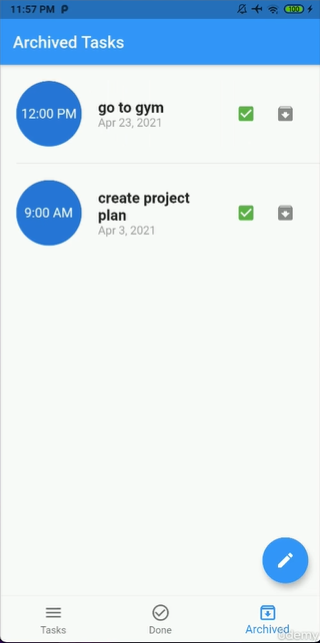 11:57 PM
100
Archived Tasks
12:00 PM
go to gym
Apr 23, 2021
9:00 AM
create project
plan
Apr 3, 2021
Tasks
Done
Archived
udemy